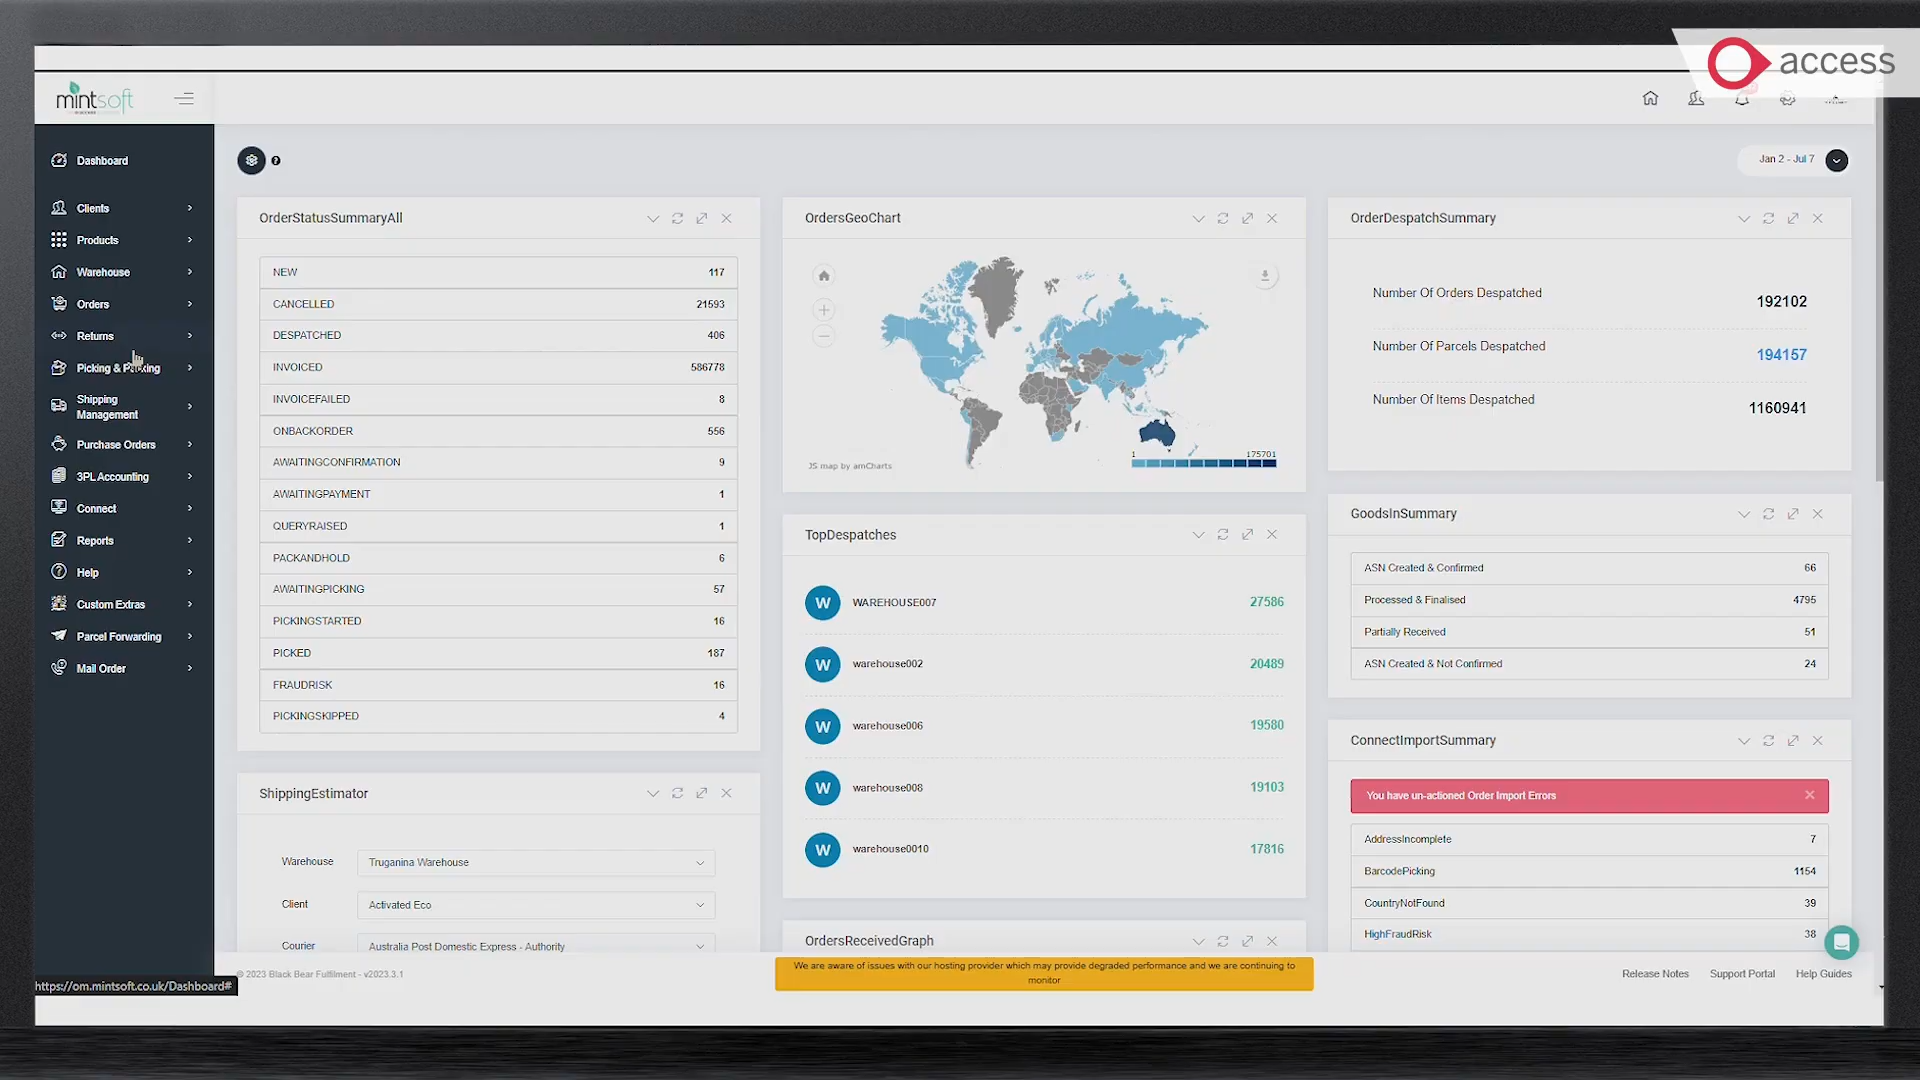 access
mintsoft
Jan 2 - Jul 7
Dashboard
Clients
Products
Warehouse
Orders
Returns
Picking & Packing
Shipping
Management
Purchase Orders
3PL Accounting
Connect
Reports
Help
Custom Extras
Parcel Forwarding
Mail Order
OrderStatusSummaryAll
NEW 117
CANCELLED 21593
DESPATCHED 406
INVOICED 586778
INVOICEFAILED 8
ONBACKORDER 556
AWAITINGCONFIRMATION 9
AWAITINGPAYMENT 1
QUERYRAISED 1
PACKANDHOLD 6
AWAITINGPICKING 57
PICKINGSTARTED 16
PICKED 187
FRAUDRISK 16
PICKINGSKIPPED 4
ShippingEstimator
Warehouse Truganina Warehouse
Client Activated Eco
Courier Australia Post Domestic Express - Authority
OrdersGeoChart
1 175701
JS map by amCharts
TopDespatches
W WAREHOUSE007 27586
W warehouse002 20489
W warehouse006 19580
W warehouse008 19103
W warehouse0010 17816
OrdersReceivedGraph
OrderDespatchSummary
Number Of Orders Despatched 192102
Number Of Parcels Despatched 194157
Number Of Items Despatched 1160941
GoodsInSummary
ASN Created & Confirmed 66
Processed & Finalised 4795
Partially Received 51
ASN Created & Not Confirmed 24
ConnectImportSummary
You have un-actioned Order Import Errors
AddressIncomplete 7
BarcodePicking 1154
CountryNotFound 39
HighFraudRisk 38
© 2023 Black Bear Fulfilment - v2023.3.1
We are aware of issues with our hosting provider which may provide degraded performance and we are continuing to
monitor
Release Notes Support Portal Help Guides
https://om.mintsoft.co.uk/Dashboard#